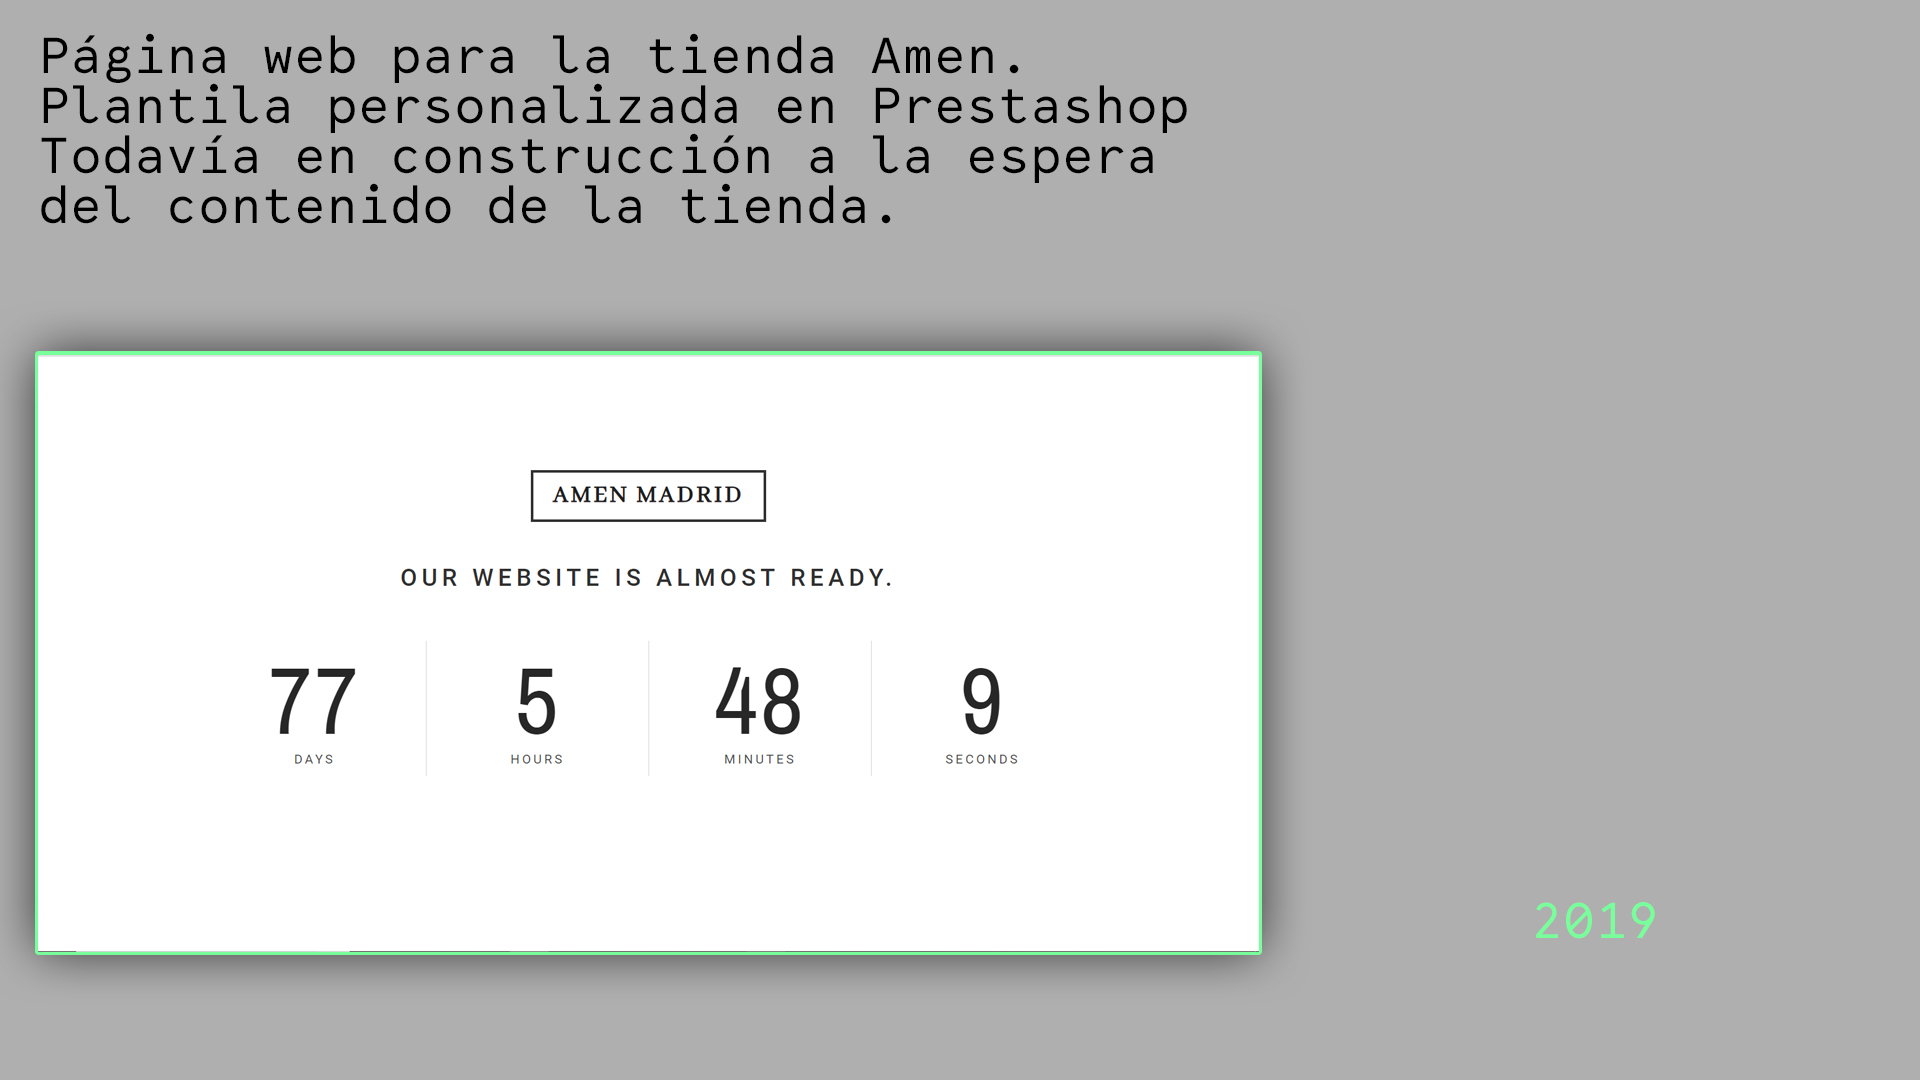 Página web para la tienda Amen.
Plantila personalizada en Prestashop
Todavía en construcción a la espera
del contenido de la tienda.
AMEN MADRID
OUR WEBSITE IS ALMOST READY.
77 5 48 9
DAYS HOURS MINUTES SECONDS
2019